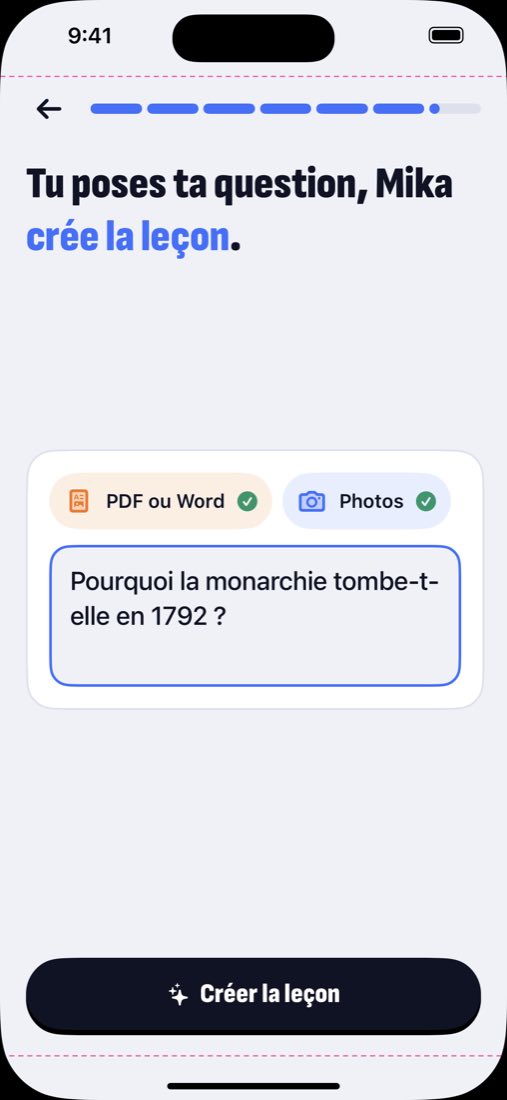 9:41
Tu poses ta question, Mika
crée la leçon.
PDF ou Word
Photos
Pourquoi la monarchie tombe-t-
elle en 1792 ?
Créer la leçon